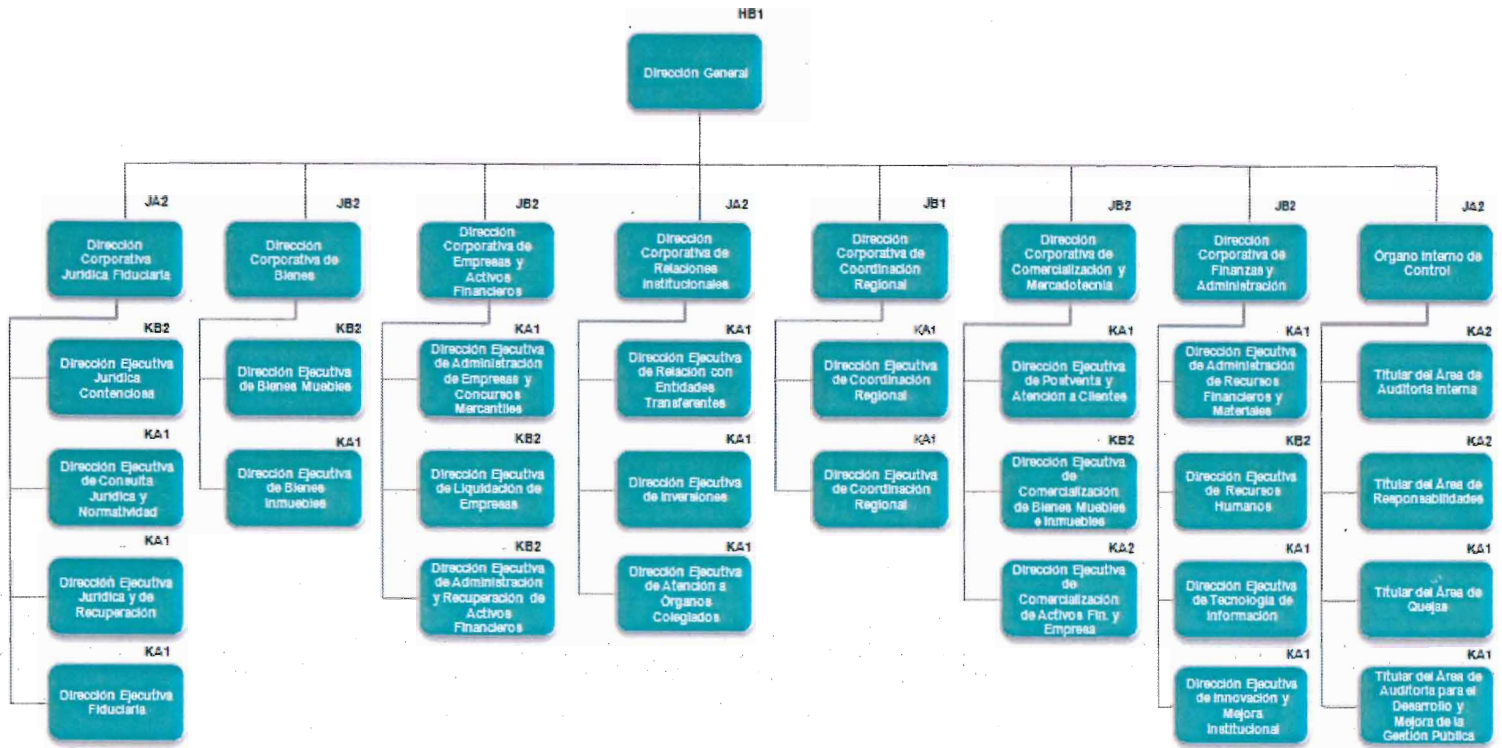 HB1
Dirección General
JA2
Dirección
Corporativa
Jurídica Fiduciaria
KB2
Dirección Ejecutiva
Jurídica
Contenciosa
KA1
Dirección Ejecutiva
de Consulta
Jurídica y
Normatividad
KA1
Dirección Ejecutiva
Jurídica y de
Recuperación
KA1
Dirección Ejecutiva
Fiduciaria
JB2
Dirección
Corporativa de
Bienes
KB2
Dirección Ejecutiva
de Bienes Muebles
KA1
Dirección Ejecutiva
de Bienes
Inmuebles
JB2
Dirección
Corporativa de
Empresas y
Activos
Financieros
KA1
Dirección Ejecutiva
de Administración
de Empresas y
Concursos
Mercantiles
KB2
Dirección Ejecutiva
de Liquidación de
Empresas
KB2
Dirección Ejecutiva
de Administración
y Recuperación de
Activos
Financieros
JA2
Dirección
Corporativa de
Relaciones
Institucionales
KA1
Dirección Ejecutiva
de Relación con
Entidades
Transferentes
KA1
Dirección Ejecutiva
de Inversiones
KA1
Dirección Ejecutiva
de Atención a
Órganos
Colegiados
JB1
Dirección
Corporativa de
Coordinación
Regional
KA1
Dirección Ejecutiva
de Coordinación
Regional
KA1
Dirección Ejecutiva
de Coordinación
Regional
JB2
Dirección
Corporativa de
Comercialización y
Mercadotecnia
KA1
Dirección Ejecutiva
de Postventa y
Atención a Clientes
KB2
Dirección Ejecutiva
de
Comercialización
de Bienes Muebles
e Inmuebles
KA2
Dirección Ejecutiva
de
Comercialización
de Activos Fin. y
Empresa
JB2
Dirección
Corporativa de
Finanzas y
Administración
KA1
Dirección Ejecutiva
de Administración
de Recursos
Financieros y
Materiales
KB2
Dirección Ejecutiva
de Recursos
Humanos
KA1
Dirección Ejecutiva
de Tecnología de
Información
KA1
Dirección Ejecutiva
de Innovación y
Mejora
Institucional
JA2
Órgano Interno de
Control
KA2
Titular del Área de
Auditoría Interna
KA2
Titular del Área de
Responsabilidades
KA1
Titular del Área de
Quejas
KA1
Titular del Área de
Auditoría para el
Desarrollo y
Mejora de la
Gestión Pública